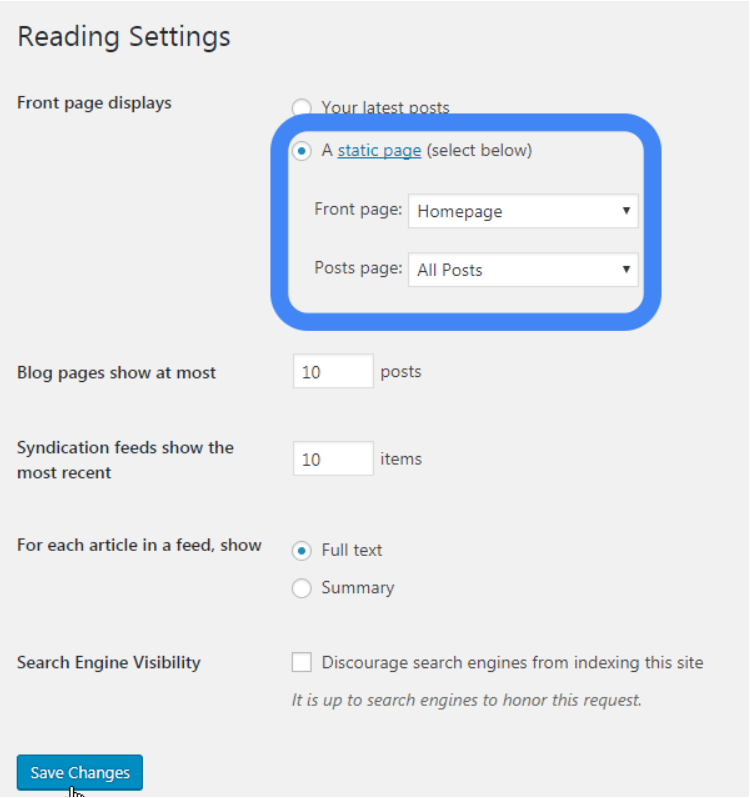 Reading Settings
Front page displays
Your latest posts
A static page (select below)
Front page: Homepage
Posts page: All Posts
Blog pages show at most 10 posts
Syndication feeds show the
most recent 10 items
For each article in a feed, show Full text
Summary
Search Engine Visibility Discourage search engines from indexing this site
It is up to search engines to honor this request.
Save Changes